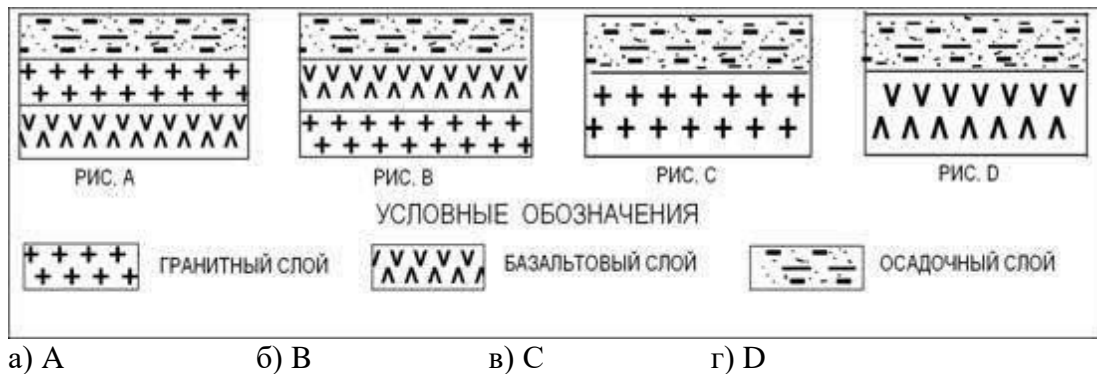 РИС. А РИС. В РИС. С РИС. D
УСЛОВНЫЕ ОБОЗНАЧЕНИЯ
ГРАНИТНЫЙ СЛОЙ БАЗАЛЬТОВЫЙ СЛОЙ ОСАДОЧНЫЙ СЛОЙ
а) А б) В в) С г) D